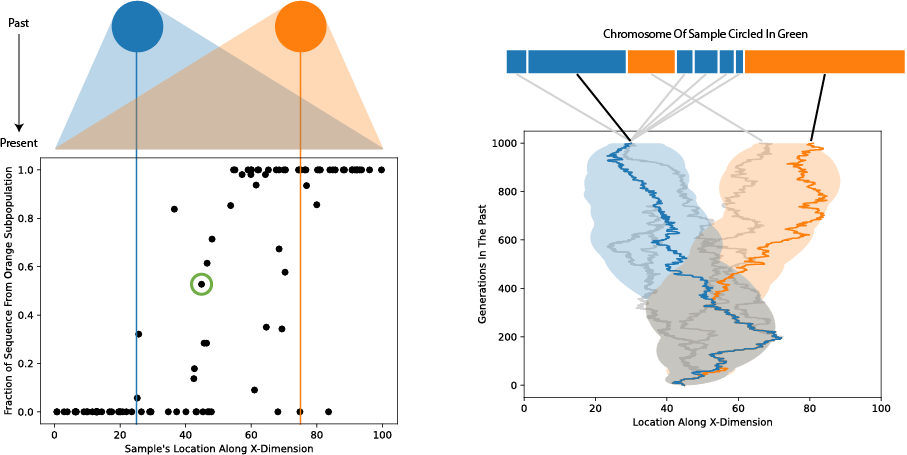 Past
Present
Fraction of Sequence From Orange Subpopulation
1.0
0.8
0.6
0.4
0.2
0.0
0 20 40 60 80 100
Sample's Location Along X-Dimension
Chromosome Of Sample Circled In Green
Generations In The Past
1000
800
600
400
200
0
0 20 40 60 80 100
Location Along X-Dimension